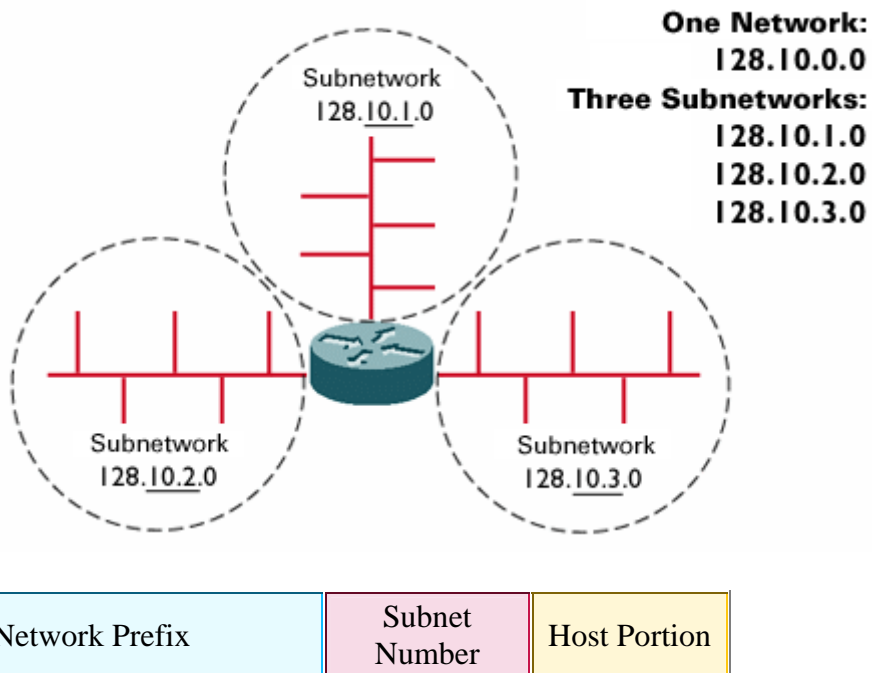 One Network:
128.10.0.0
Three Subnetworks:
128.10.1.0
128.10.2.0
128.10.3.0
Subnetwork
128.10.1.0
Subnetwork
128.10.2.0
Subnetwork
128.10.3.0
Network Prefix
Subnet
Number
Host Portion